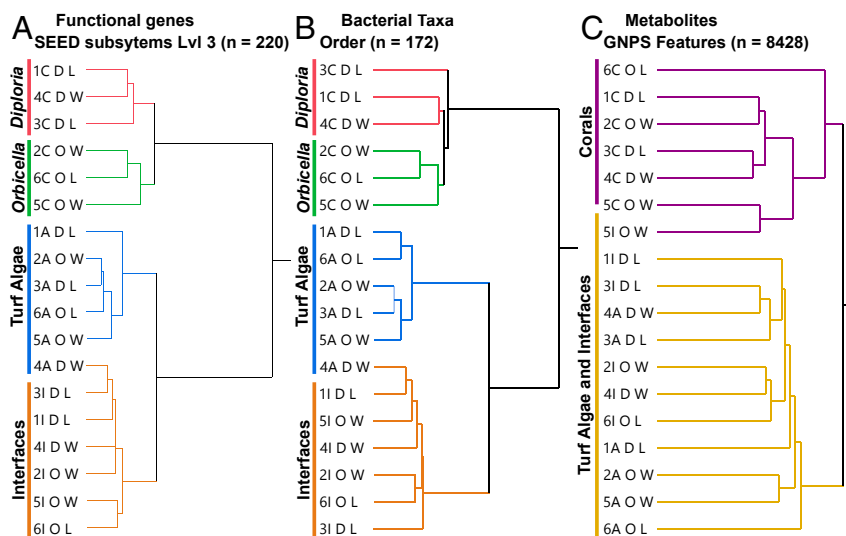 A Functional genes
SEED subsytems Lvl 3 (n = 220)
Diploria
1C D L
4C D W
3C D L
Orbicella
2C O W
6C O L
5C O W
Turf Algae
1A D L
2A O W
3A D L
6A O L
5A O W
4A D W
Interfaces
3I D L
1I D L
4I D W
2I O W
5I O W
6I O L
B Bacterial Taxa
Order (n = 172)
Diploria
3C D L
1C D L
4C D W
Orbicella
2C O W
6C O L
5C O W
Turf Algae
1A D L
6A O L
2A O W
3A D L
5A O W
4A D W
Interfaces
1I D L
5I O W
4I D W
2I O W
6I O L
3I D L
C Metabolites
GNPS Features (n = 8428)
Corals
6C O L
1C D L
2C O W
3C D L
4C D W
5C O W
Turf Algae and Interfaces
5I O W
1I D L
3I D L
4A D W
3A D L
2I O W
4I D W
6I O L
1A D L
2A O W
5A O W
6A O L